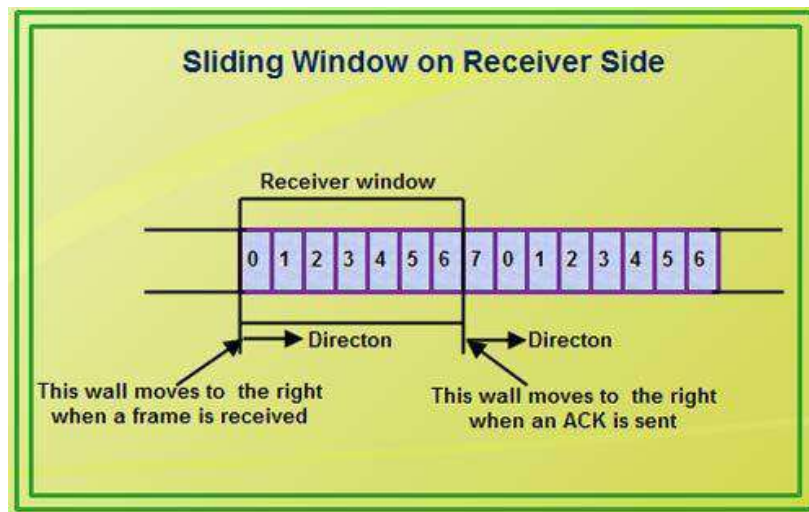 Sliding Window on Receiver Side
Receiver window
0 1 2 3 4 5 6 7 0 1 2 3 4 5 6
Directon Directon
This wall moves to the right
when a frame is received
This wall moves to the right
when an ACK is sent